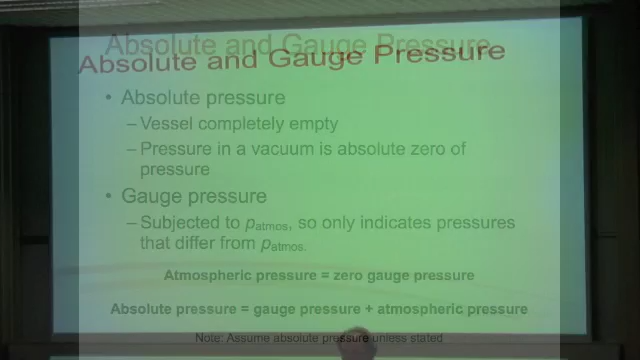 Absolute and Gauge Pressure
Absolute and Gauge Pressure
• Absolute pressure
– Vessel completely empty
– Pressure in a vacuum is absolute zero of
pressure
• Gauge pressure
– Subjected to patmos, so only indicates pressures
that differ from patmos.
Atmospheric pressure = zero gauge pressure
Absolute pressure = gauge pressure + atmospheric pressure
Note: Assume absolute pressure unless stated